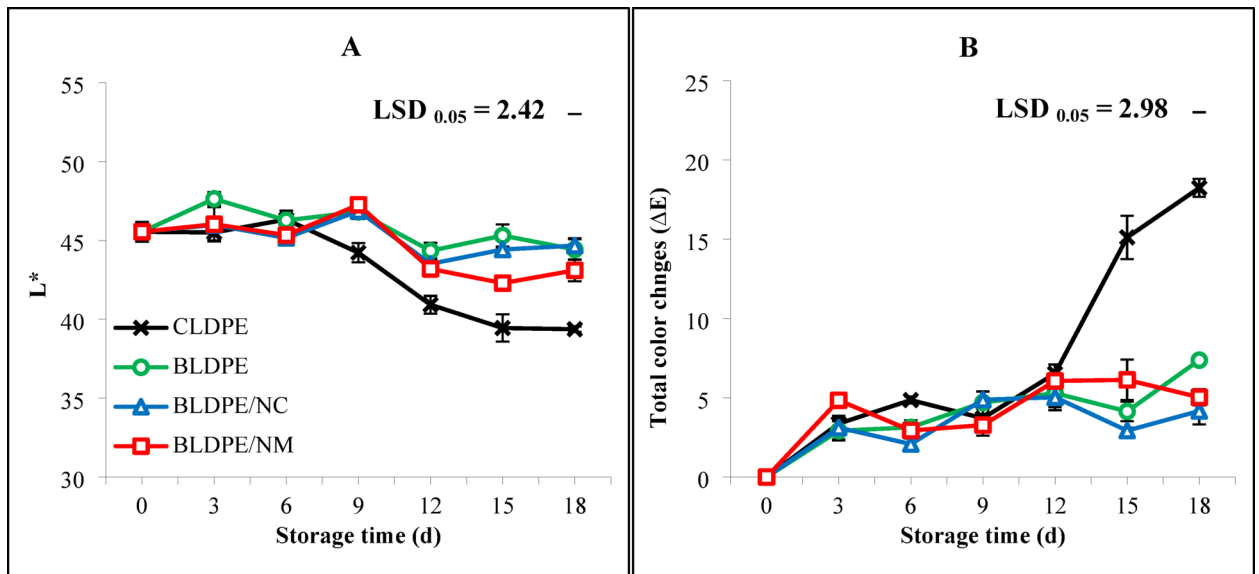 A
55
50
45
40
35
30
L*
LSD 0.05 = 2.42
CLDPE
BLDPE
BLDPE/NC
BLDPE/NM
0 3 6 9 12 15 18
Storage time (d)
B
25
20
15
10
5
0
Total color chnges (ΔE)
LSD 0.05 = 2.98
0 3 6 9 12 15 18
Storage time (d)